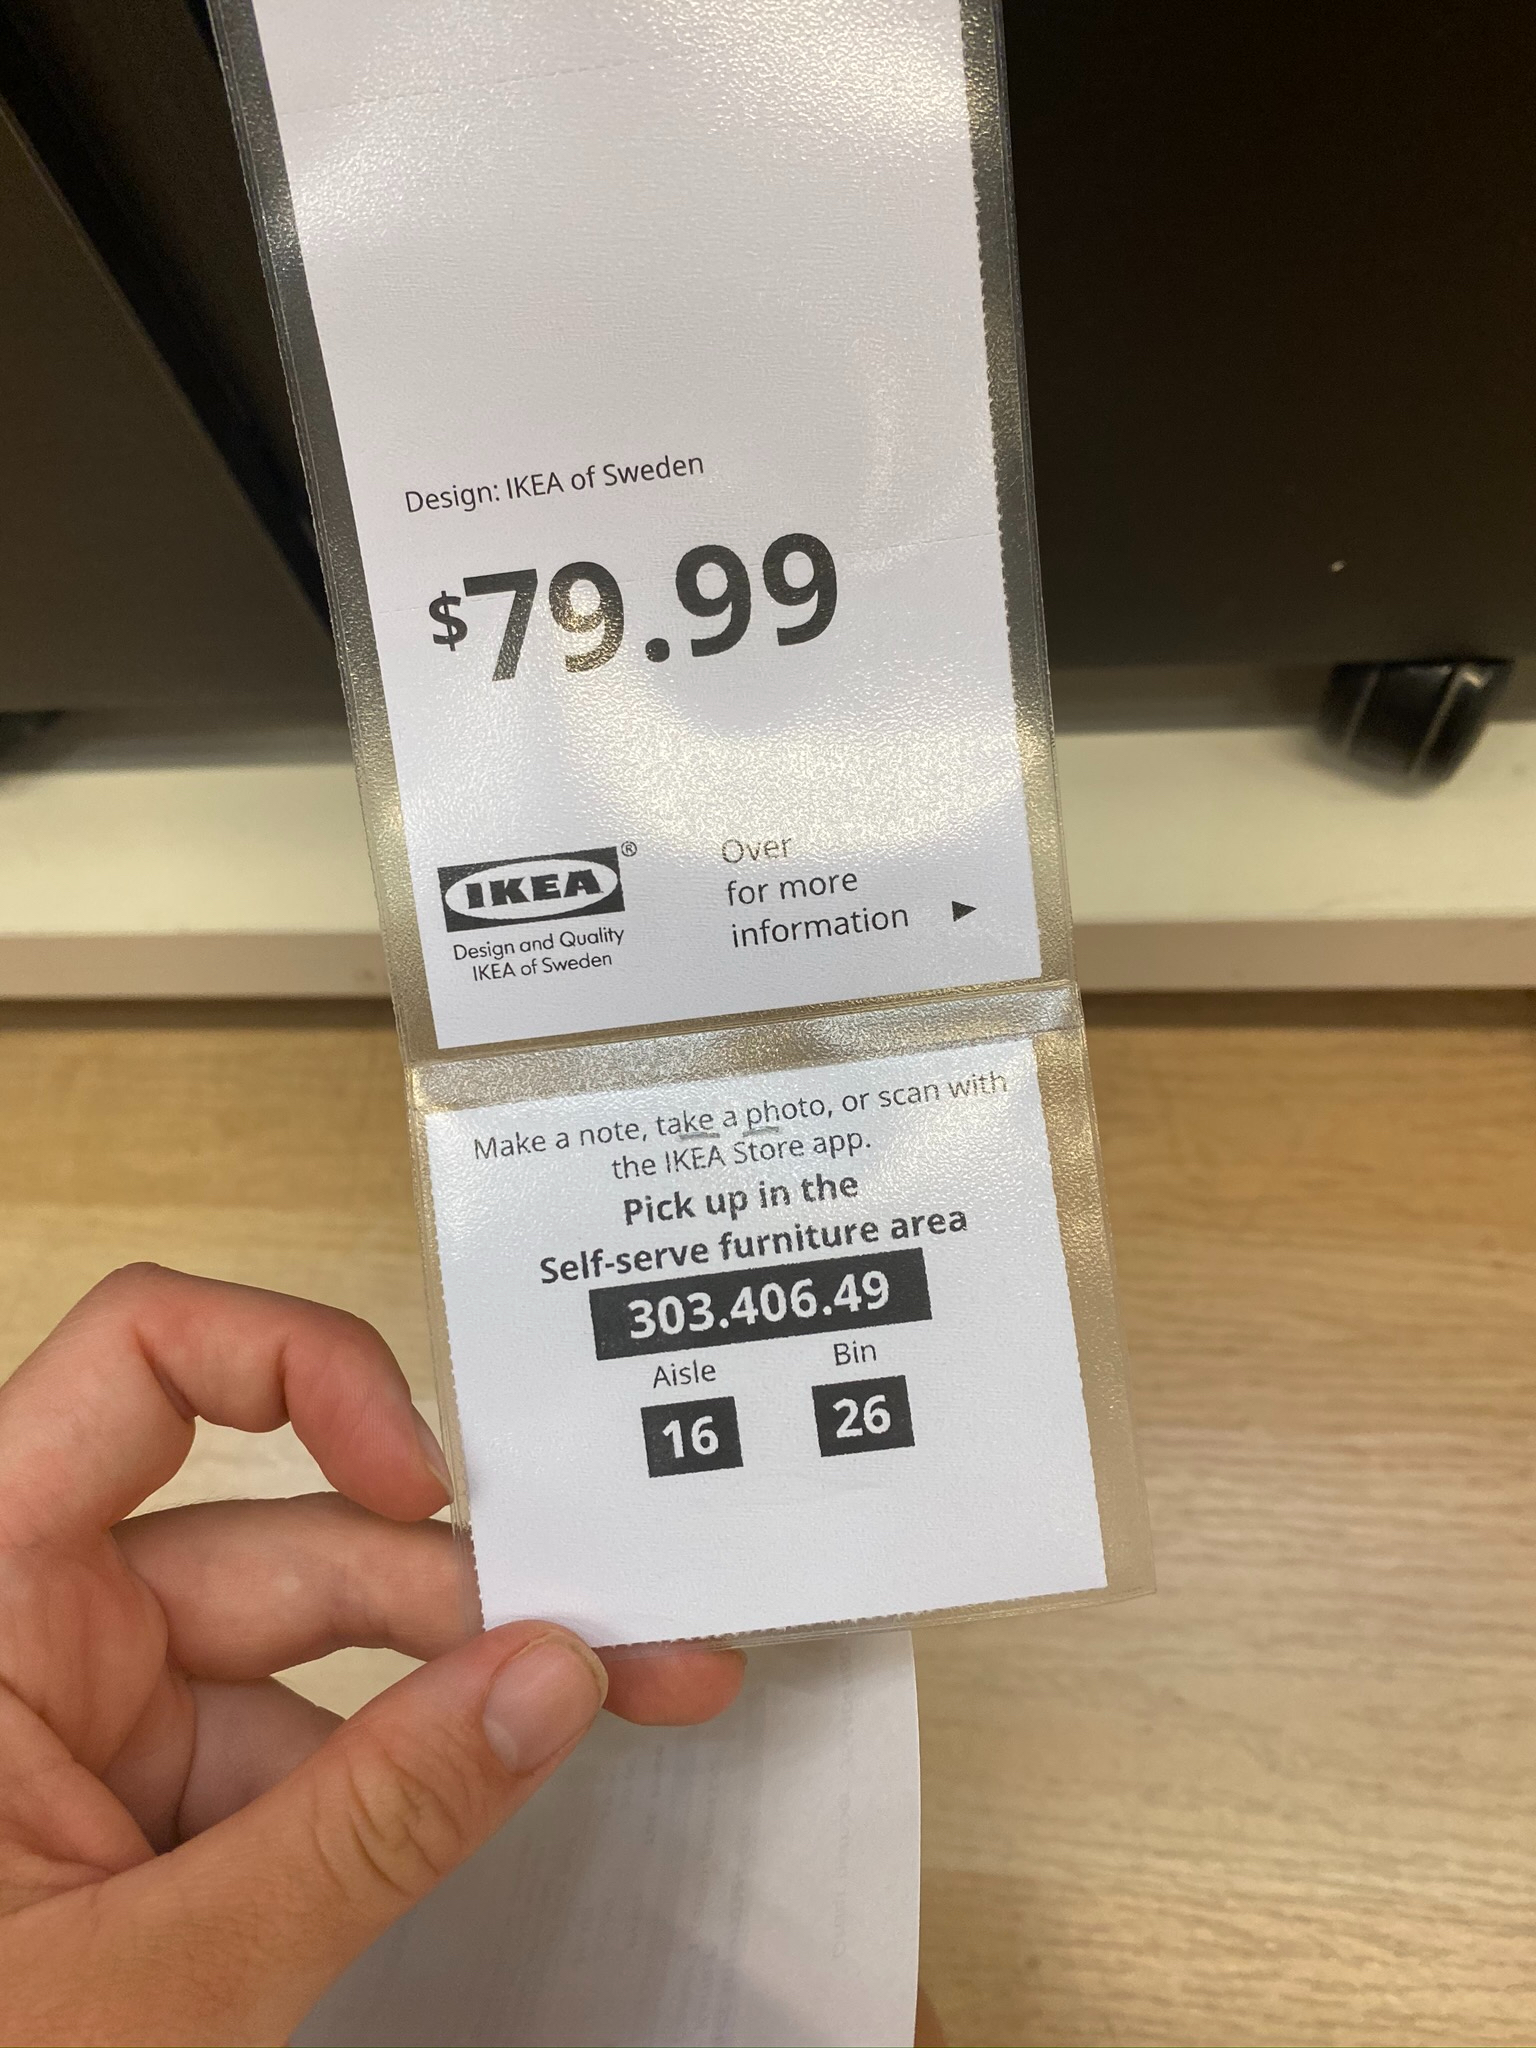 Design: IKEA of Sweden
$79.99
IKEA®
Design and Quality
IKEA of Sweden
Over
for more
information ▶
Make a note, take a photo, or scan with
the IKEA Store app.
Pick up in the
Self-serve furniture area
303.406.49
Aisle Bin
16 26